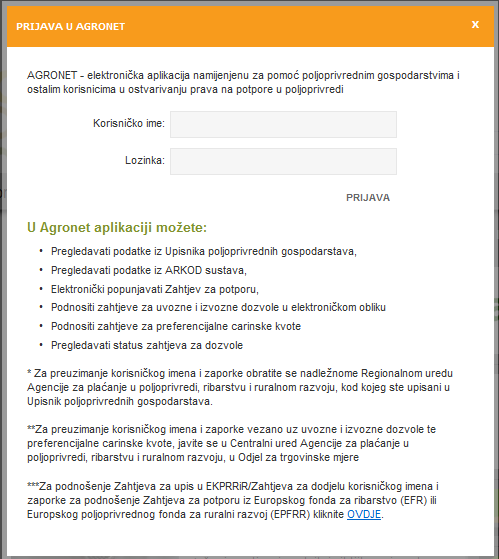 PRIJAVA U AGRONET
x
AGRONET - elektronička aplikacija namijenjenu za pomoć poljoprivrednim gospodarstvima i
ostalim korisnicima u ostvarivanju prava na potpore u poljoprivredi
Korisničko ime:
Lozinka:
PRIJAVA
U Agronet aplikaciji možete:
• Pregledavati podatke iz Upisnika poljoprivrednih gospodarstava,
• Pregledavati podatke iz ARKOD sustava,
• Elektronički popunjavati Zahtjev za potporu,
• Podnositi zahtjeve za uvozne i izvozne dozvole u elektroničkom obliku
• Podnositi zahtjeve za preferencijalne carinske kvote
• Pregledavati status zahtjeva za dozvole
* Za preuzimanje korisničkog imena i zaporke obratite se nadležnome Regionalnom uredu
Agencije za plaćanje u poljoprivredi, ribarstvu i ruralnom razvoju, kod kojeg ste upisani u
Upisnik poljoprivrednih gospodarstava.
**Za preuzimanje korisničkog imena i zaporke vezano uz uvozne i izvozne dozvole te
preferencijalne carinske kvote, javite se u Centralni ured Agencije za plaćanje u
poljoprivredi, ribarstvu i ruralnom razvoju, u Odjel za trgovinske mjere
***Za podnošenje Zahtjeva za upis u EKPRRiR/Zahtjeva za dodjelu korisničkog imena i
zaporke za podnošenje Zahtjeva za potporu iz Europskog fonda za ribarstvo (EFR) ili
Europskog poljoprivrednog fonda za ruralni razvoj (EPFRR) kliknite OVDJE.